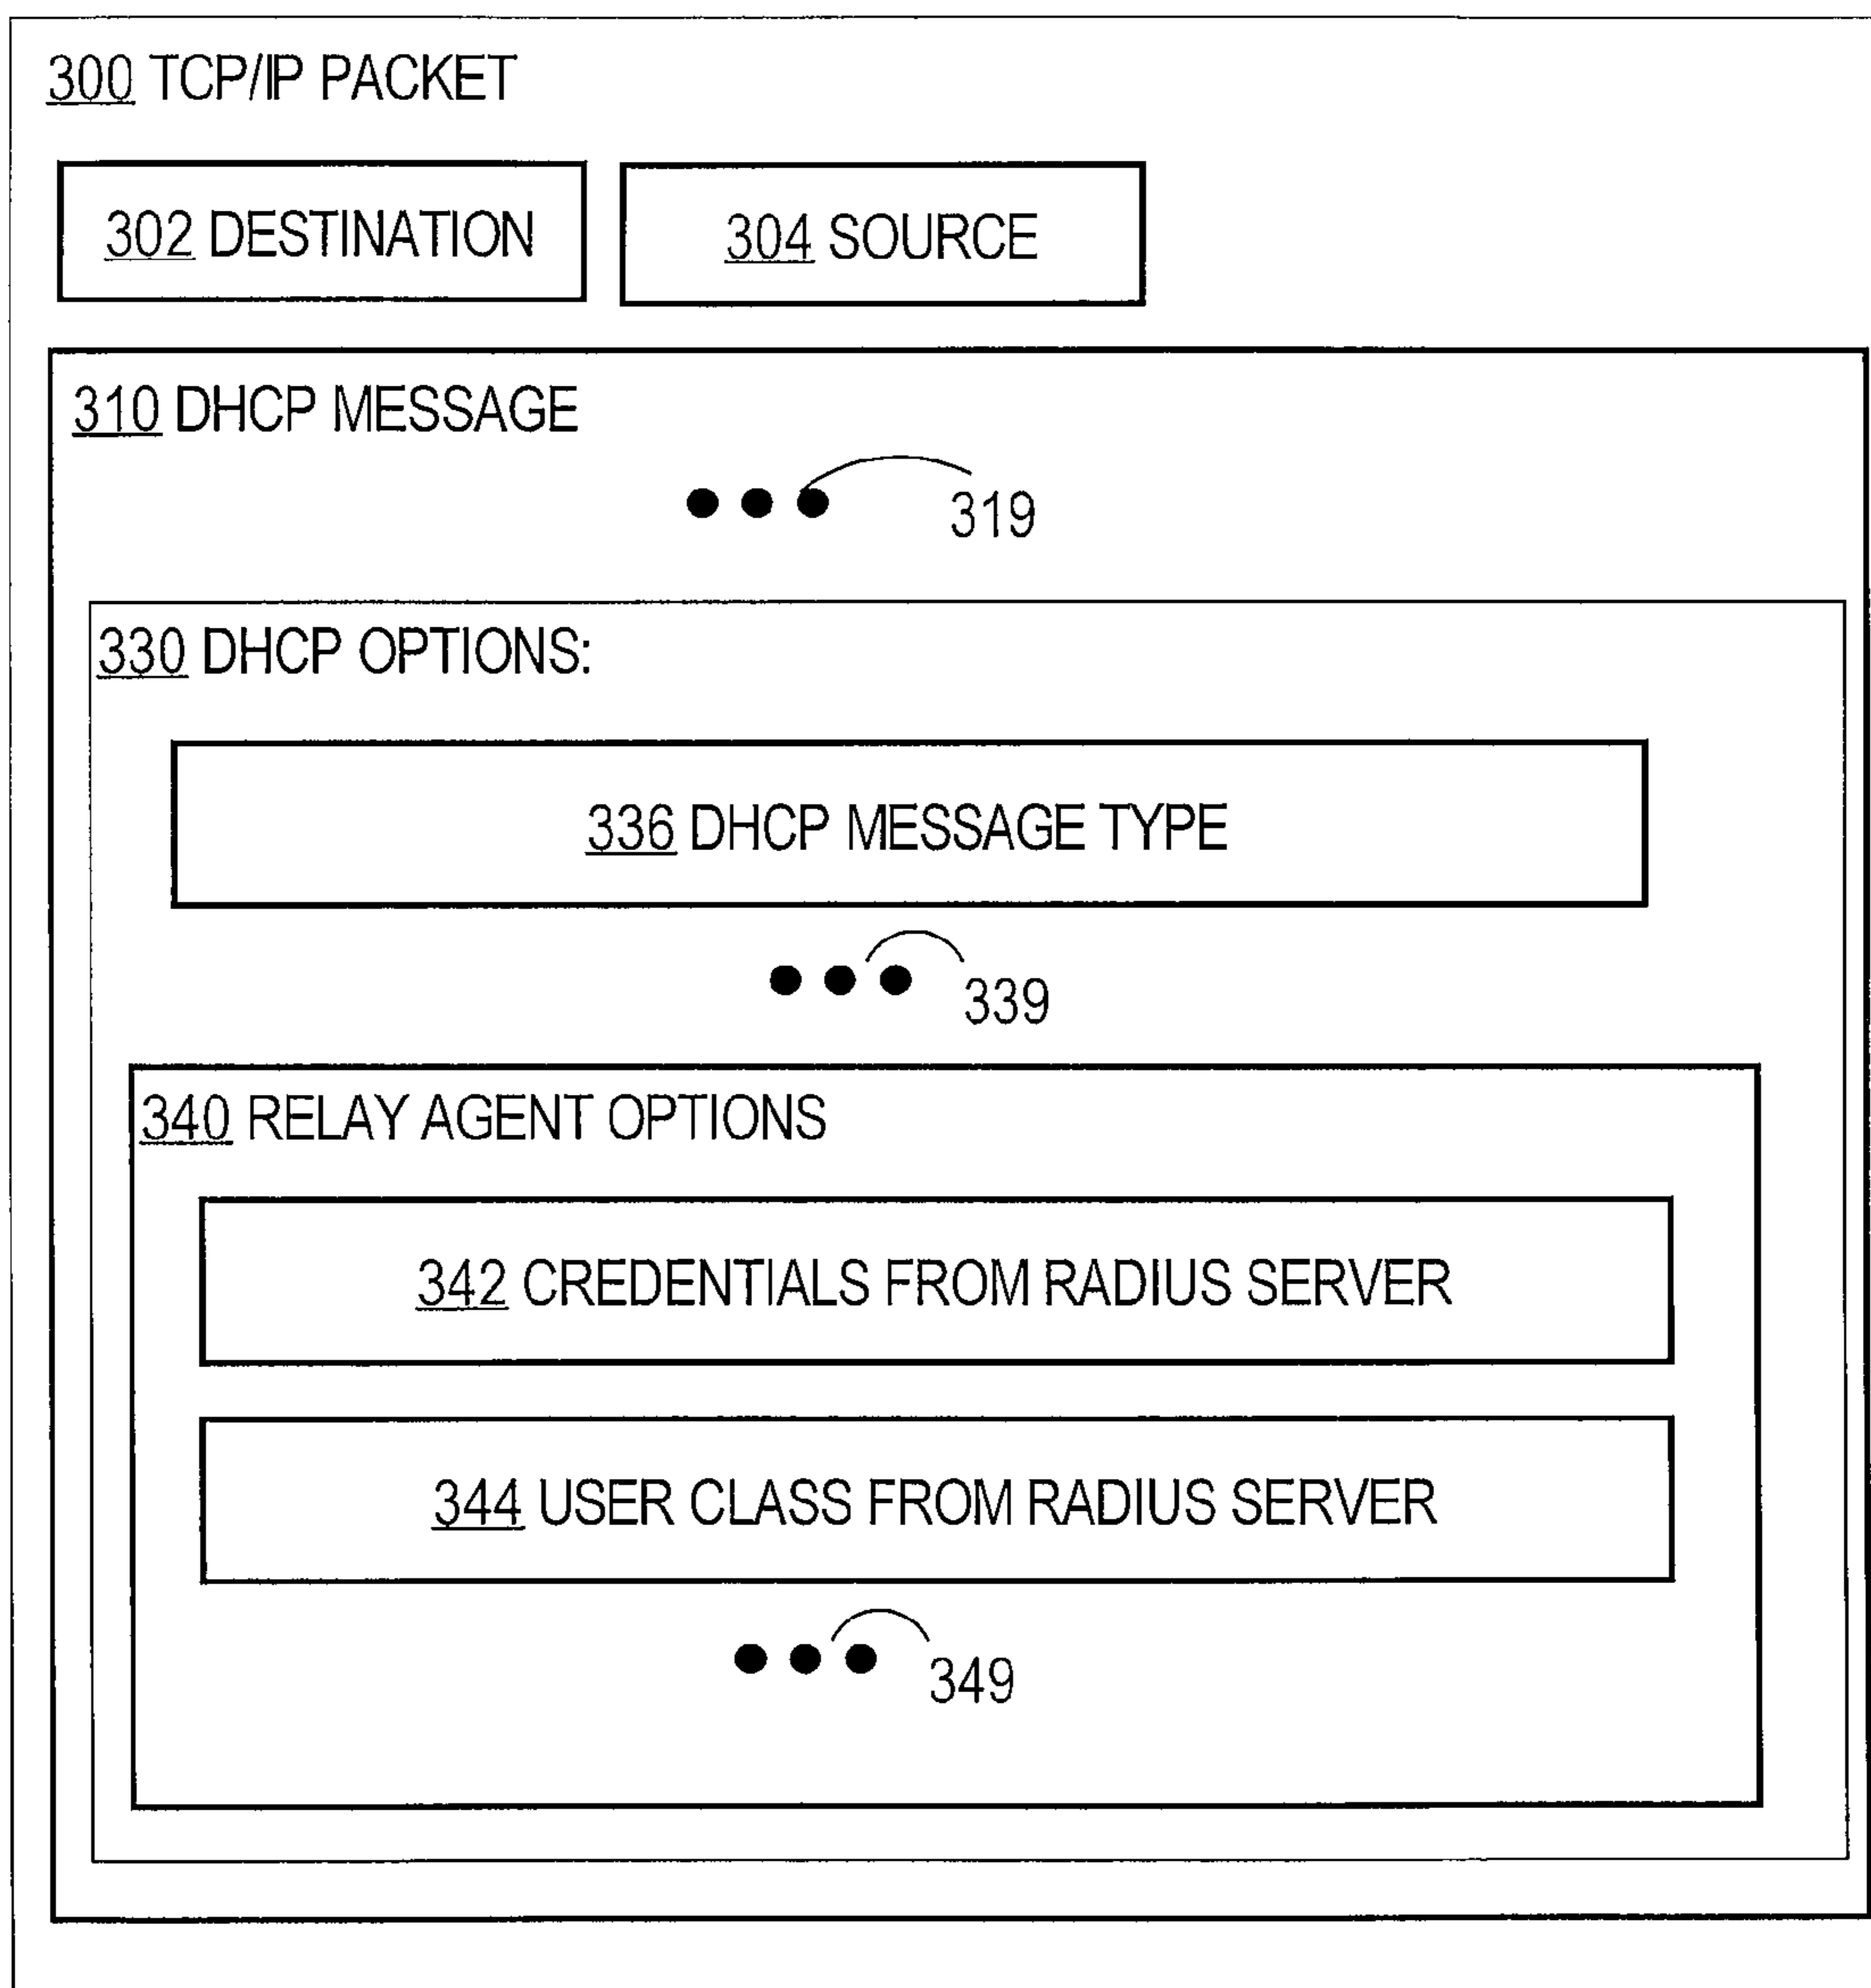 300 TCP/IP PACKET
302 DESTINATION
304 SOURCE
310 DHCP MESSAGE
319
330 DHCP OPTIONS:
336 DHCP MESSAGE TYPE
339
340 RELAY AGENT OPTIONS
342 CREDENTIALS FROM RADIUS SERVER
344 USER CLASS FROM RADIUS SERVER
349